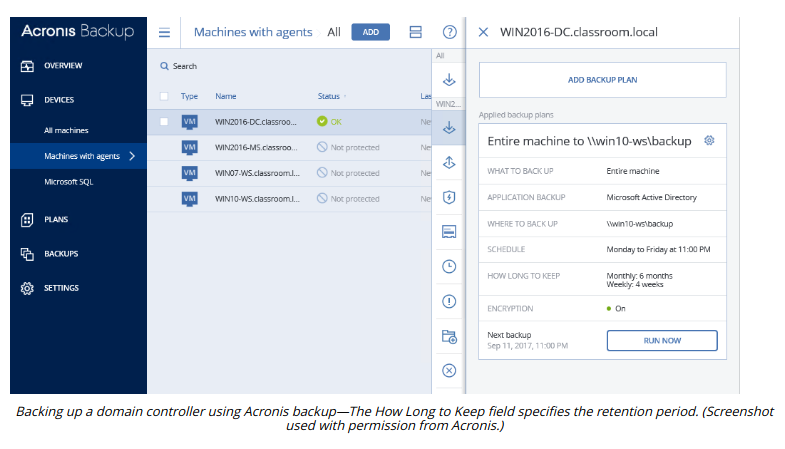 Acronis Backup
OVERVIEW
DEVICES
All machines
Machines with agents
Microsoft SQL
PLANS
BACKUPS
SETTINGS
Machines with agents All ADD
Search
Type Name Status Las
VM WIN2016-DC.classroo... OK Ne
VM WIN2016-MS.classroo... Not protected Ne
VM WIN07-WS.classroom.l... Not protected Ne
VM WIN10-WS.classroom.l... Not protected Ne
All
WIN2...
WIN2016-DC.classroom.local
ADD BACKUP PLAN
Applied backup plans
Entire machine to \\win10-ws\backup
WHAT TO BACK UP Entire machine
APPLICATION BACKUP Microsoft Active Directory
WHERE TO BACK UP \\win10-ws\backup
SCHEDULE Monday to Friday at 11:00 PM
HOW LONG TO KEEP Monthly: 6 months
Weekly: 4 weeks
ENCRYPTION On
Next backup
Sep 11, 2017, 11:00 PM
RUN NOW
Backing up a domain controller using Acronis backup—The How Long to Keep field specifies the retention period. (Screenshot
used with permission from Acronis.)